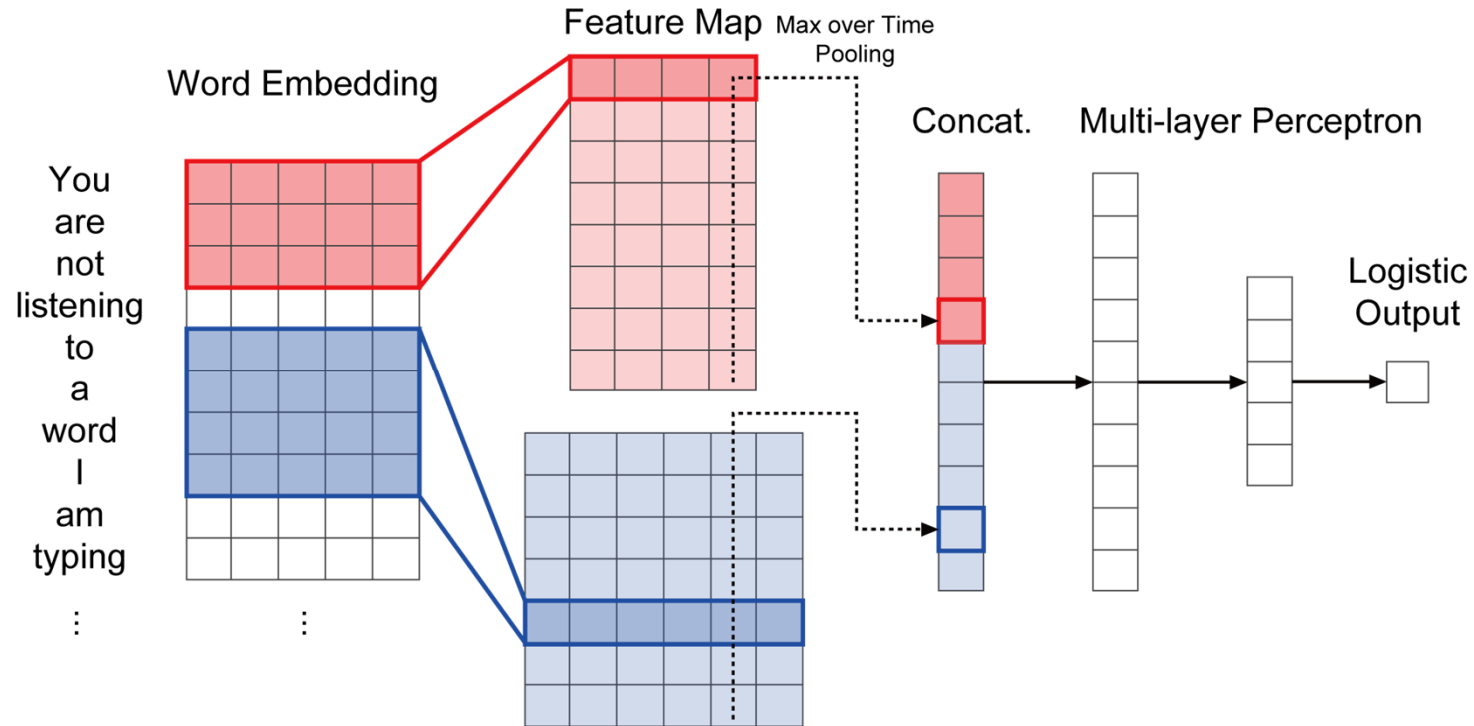 Feature Map
Max over Time
Pooling
Word Embedding
Concat.
Multi-layer Perceptron
You
are
not
listening
to
a
word
I
am
typing
⋮
⋮
Logistic
Output